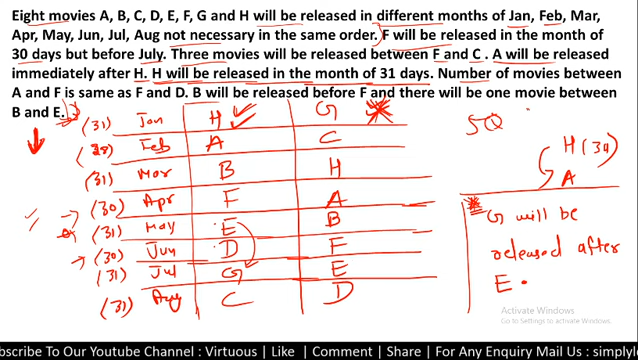 Eight movies A, B, C, D, E, F, G and H will be released in different months of Jan, Feb, Mar,
Apr, May, Jun, Jul, Aug not necessary in the same order. F will be released in the month of
30 days but before July. Three movies will be released between F and C . A will be released
immediately after H. H will be released in the month of 31 days. Number of movies between
A and F is same as F and D. B will be released before F and there will be one movie between
B and E.
(31) Jan H G
(28) Feb A C
(31) Mar B H
(30) Apr F A
(31) May E B
(30) Jun D F
(31) Jul G E
(31) Aug C D
5Q
H (31)
A
G will be
released after
E
Activate Windows
Go to Settings to activate Windows.
bscribe To Our Youtube Channel : Virtuous | Like | Comment | Share | For Any Enquiry Mail Us : simplyl